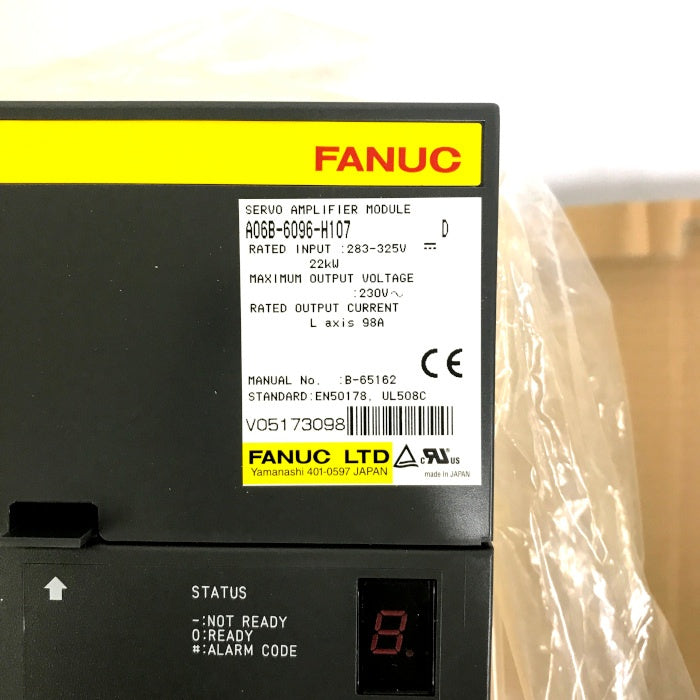 FANUC
SERVO AMPLIFIER MODULE
A06B-6096-H107 D
RATED INPUT :283-325V ⎓
22kW
MAXIMUM OUTPUT VOLTAGE
:230V∼
RATED OUTPUT CURRENT
L axis 98A
CE
MANUAL No. :B-65162
STANDARD:EN50178, UL508C
V05173098
FANUC LTD
Yamanashi 401-0597 JAPAN
c RU US
made in JAPAN
STATUS
-:NOT READY
0:READY
#:ALARM CODE
8.